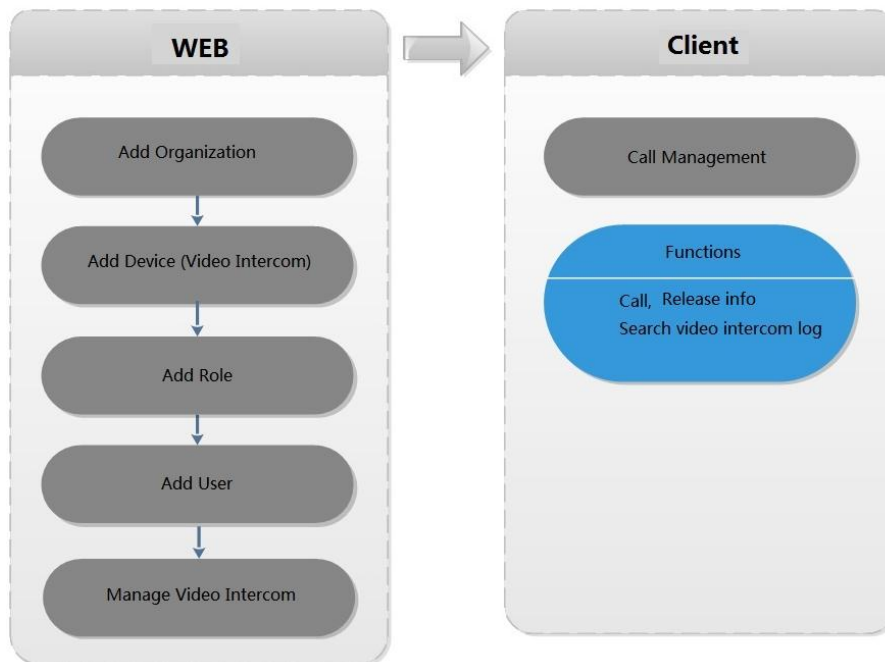 WEB
Add Organization
Add Device (Video Intercom)
Add Role
Add User
Manage Video Intercom
Client
Call Management
Functions
Call, Release info
Search video intercom log